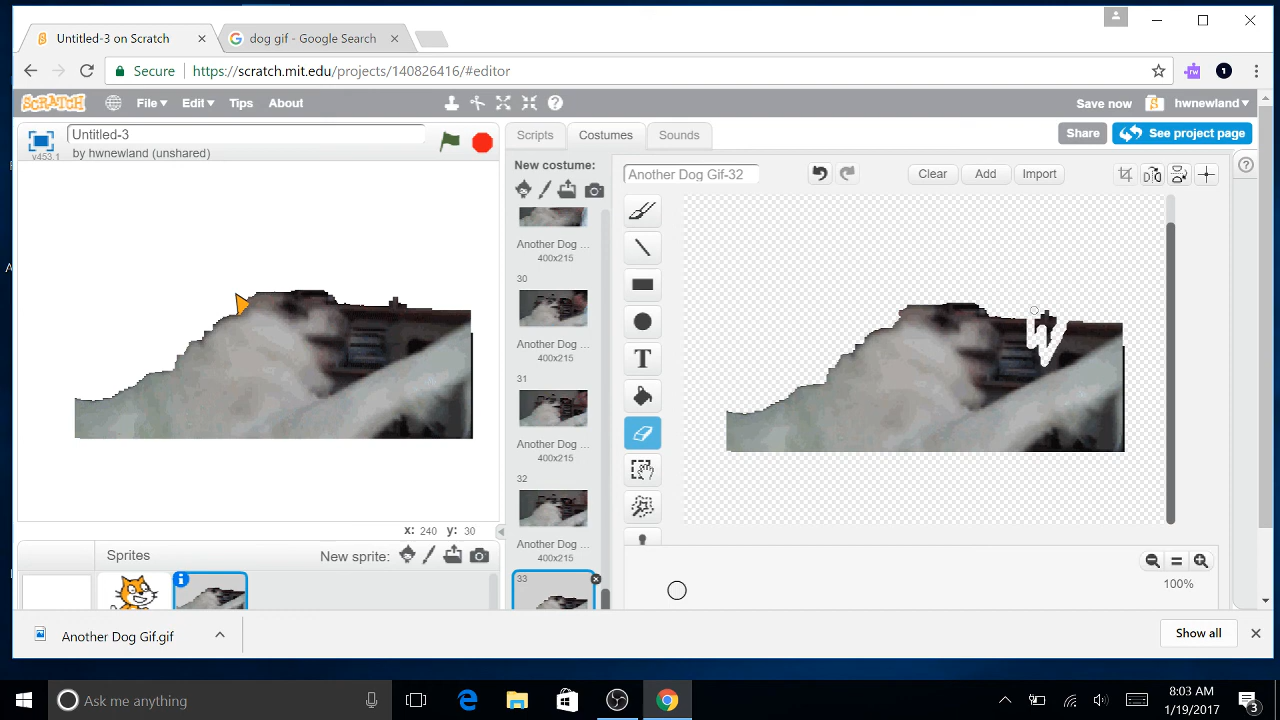 Untitled-3 on Scratch
dog gif - Google Search
Secure
https://scratch.mit.edu/projects/140826416/#editor
rw
1
SCRATCH
File
Edit
Tips
About
Save now
hwnewland
Untitled-3
by hwnewland (unshared)
v453.1
Scripts
Costumes
Sounds
Share
See project page
New costume:
Another Dog Gif-32
Clear
Add
Import
Another Dog ...
400x215
30
Another Dog ...
400x215
31
Another Dog ...
400x215
32
Another Dog ...
400x215
33
T
x: 240 y: 30
Sprites
New sprite:
100%
Another Dog Gif.gif
Show all
Ask me anything
8:03 AM
1/19/2017
3